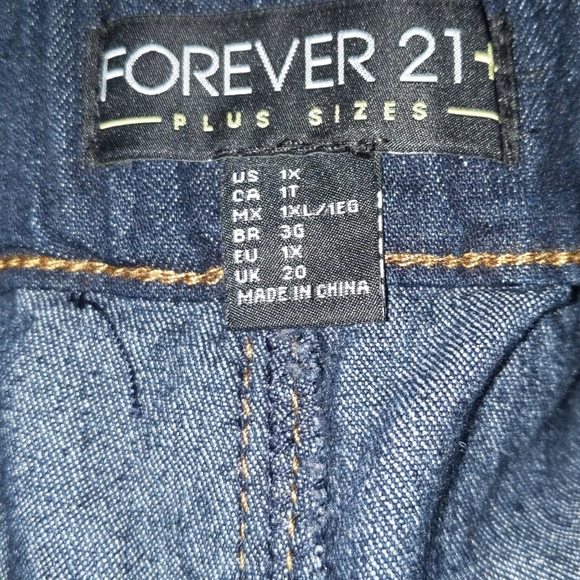 FOREVER 21+
PLUS SIZES
US 1X
CA 1T
MX 1XL/1EG
BR 3G
EU 1X
UK 20
MADE IN CHINA